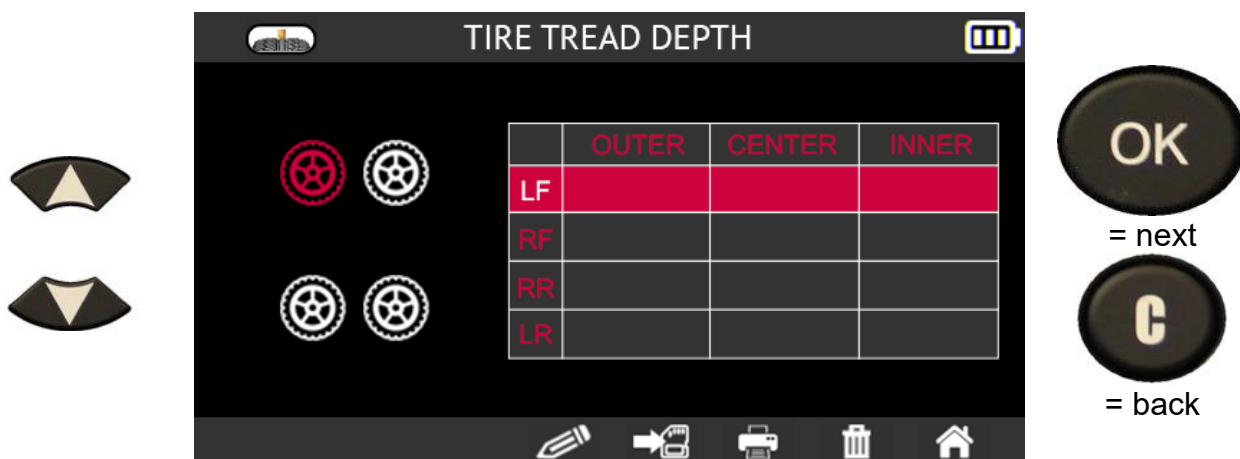 TIRE TREAD DEPTH
OUTER CENTER INNER
LF
RF
RR
LR
OK
= next
C
= back